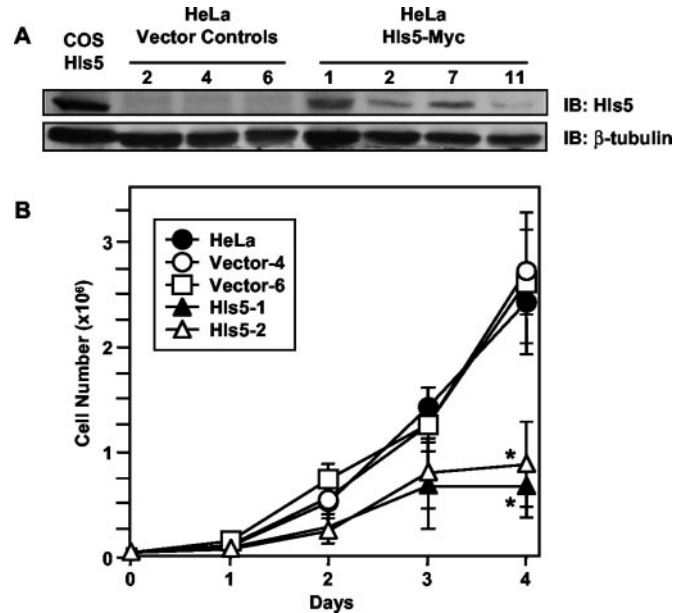 A
COS
Hls5
HeLa
Vector Controls
HeLa
Hls5-Myc
2 4 6 1 2 7 11
IB: Hls5
IB: β-tubulin
B
HeLa
Vector-4
Vector-6
Hls5-1
Hls5-2
Cell Number (x10⁶)
3
2
1
0
*
*
0 1 2 3 4
Days